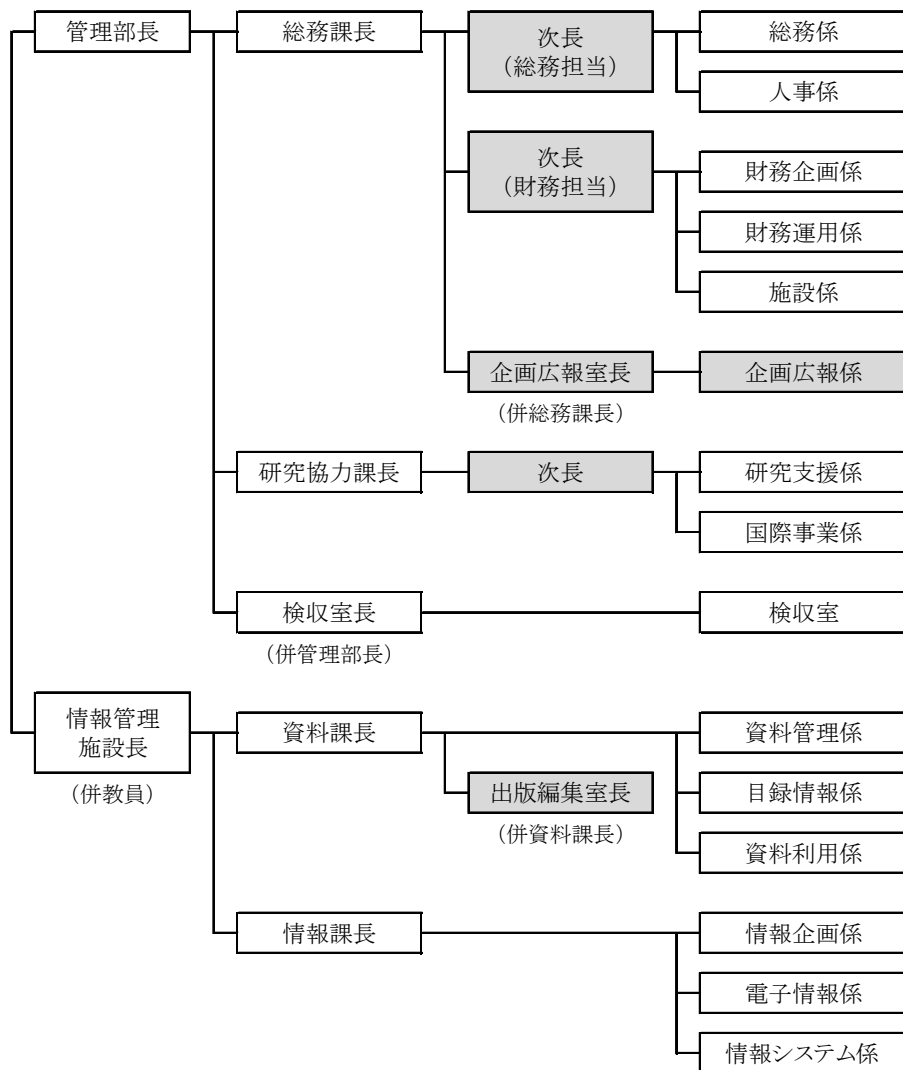 管理部長
総務課長
次長
（総務担当）
総務係
人事係
次長
（財務担当）
財務企画係
財務運用係
施設係
企画広報室長
（併総務課長）
企画広報係
研究協力課長
次長
研究支援係
国際事業係
検収室長
（併管理部長）
検収室
情報管理
施設長
（併教員）
資料課長
資料管理係
出版編集室長
（併資料課長）
目録情報係
資料利用係
情報課長
情報企画係
電子情報係
情報システム係